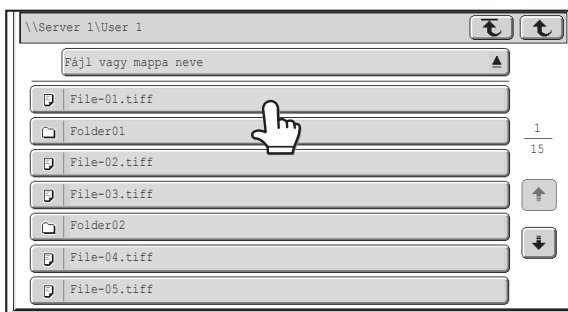 \\Server 1\User 1
Fájl vagy mappa neve
File-01.tiff
Folder01
File-02.tiff
File-03.tiff
Folder02
File-04.tiff
File-05.tiff
1
15